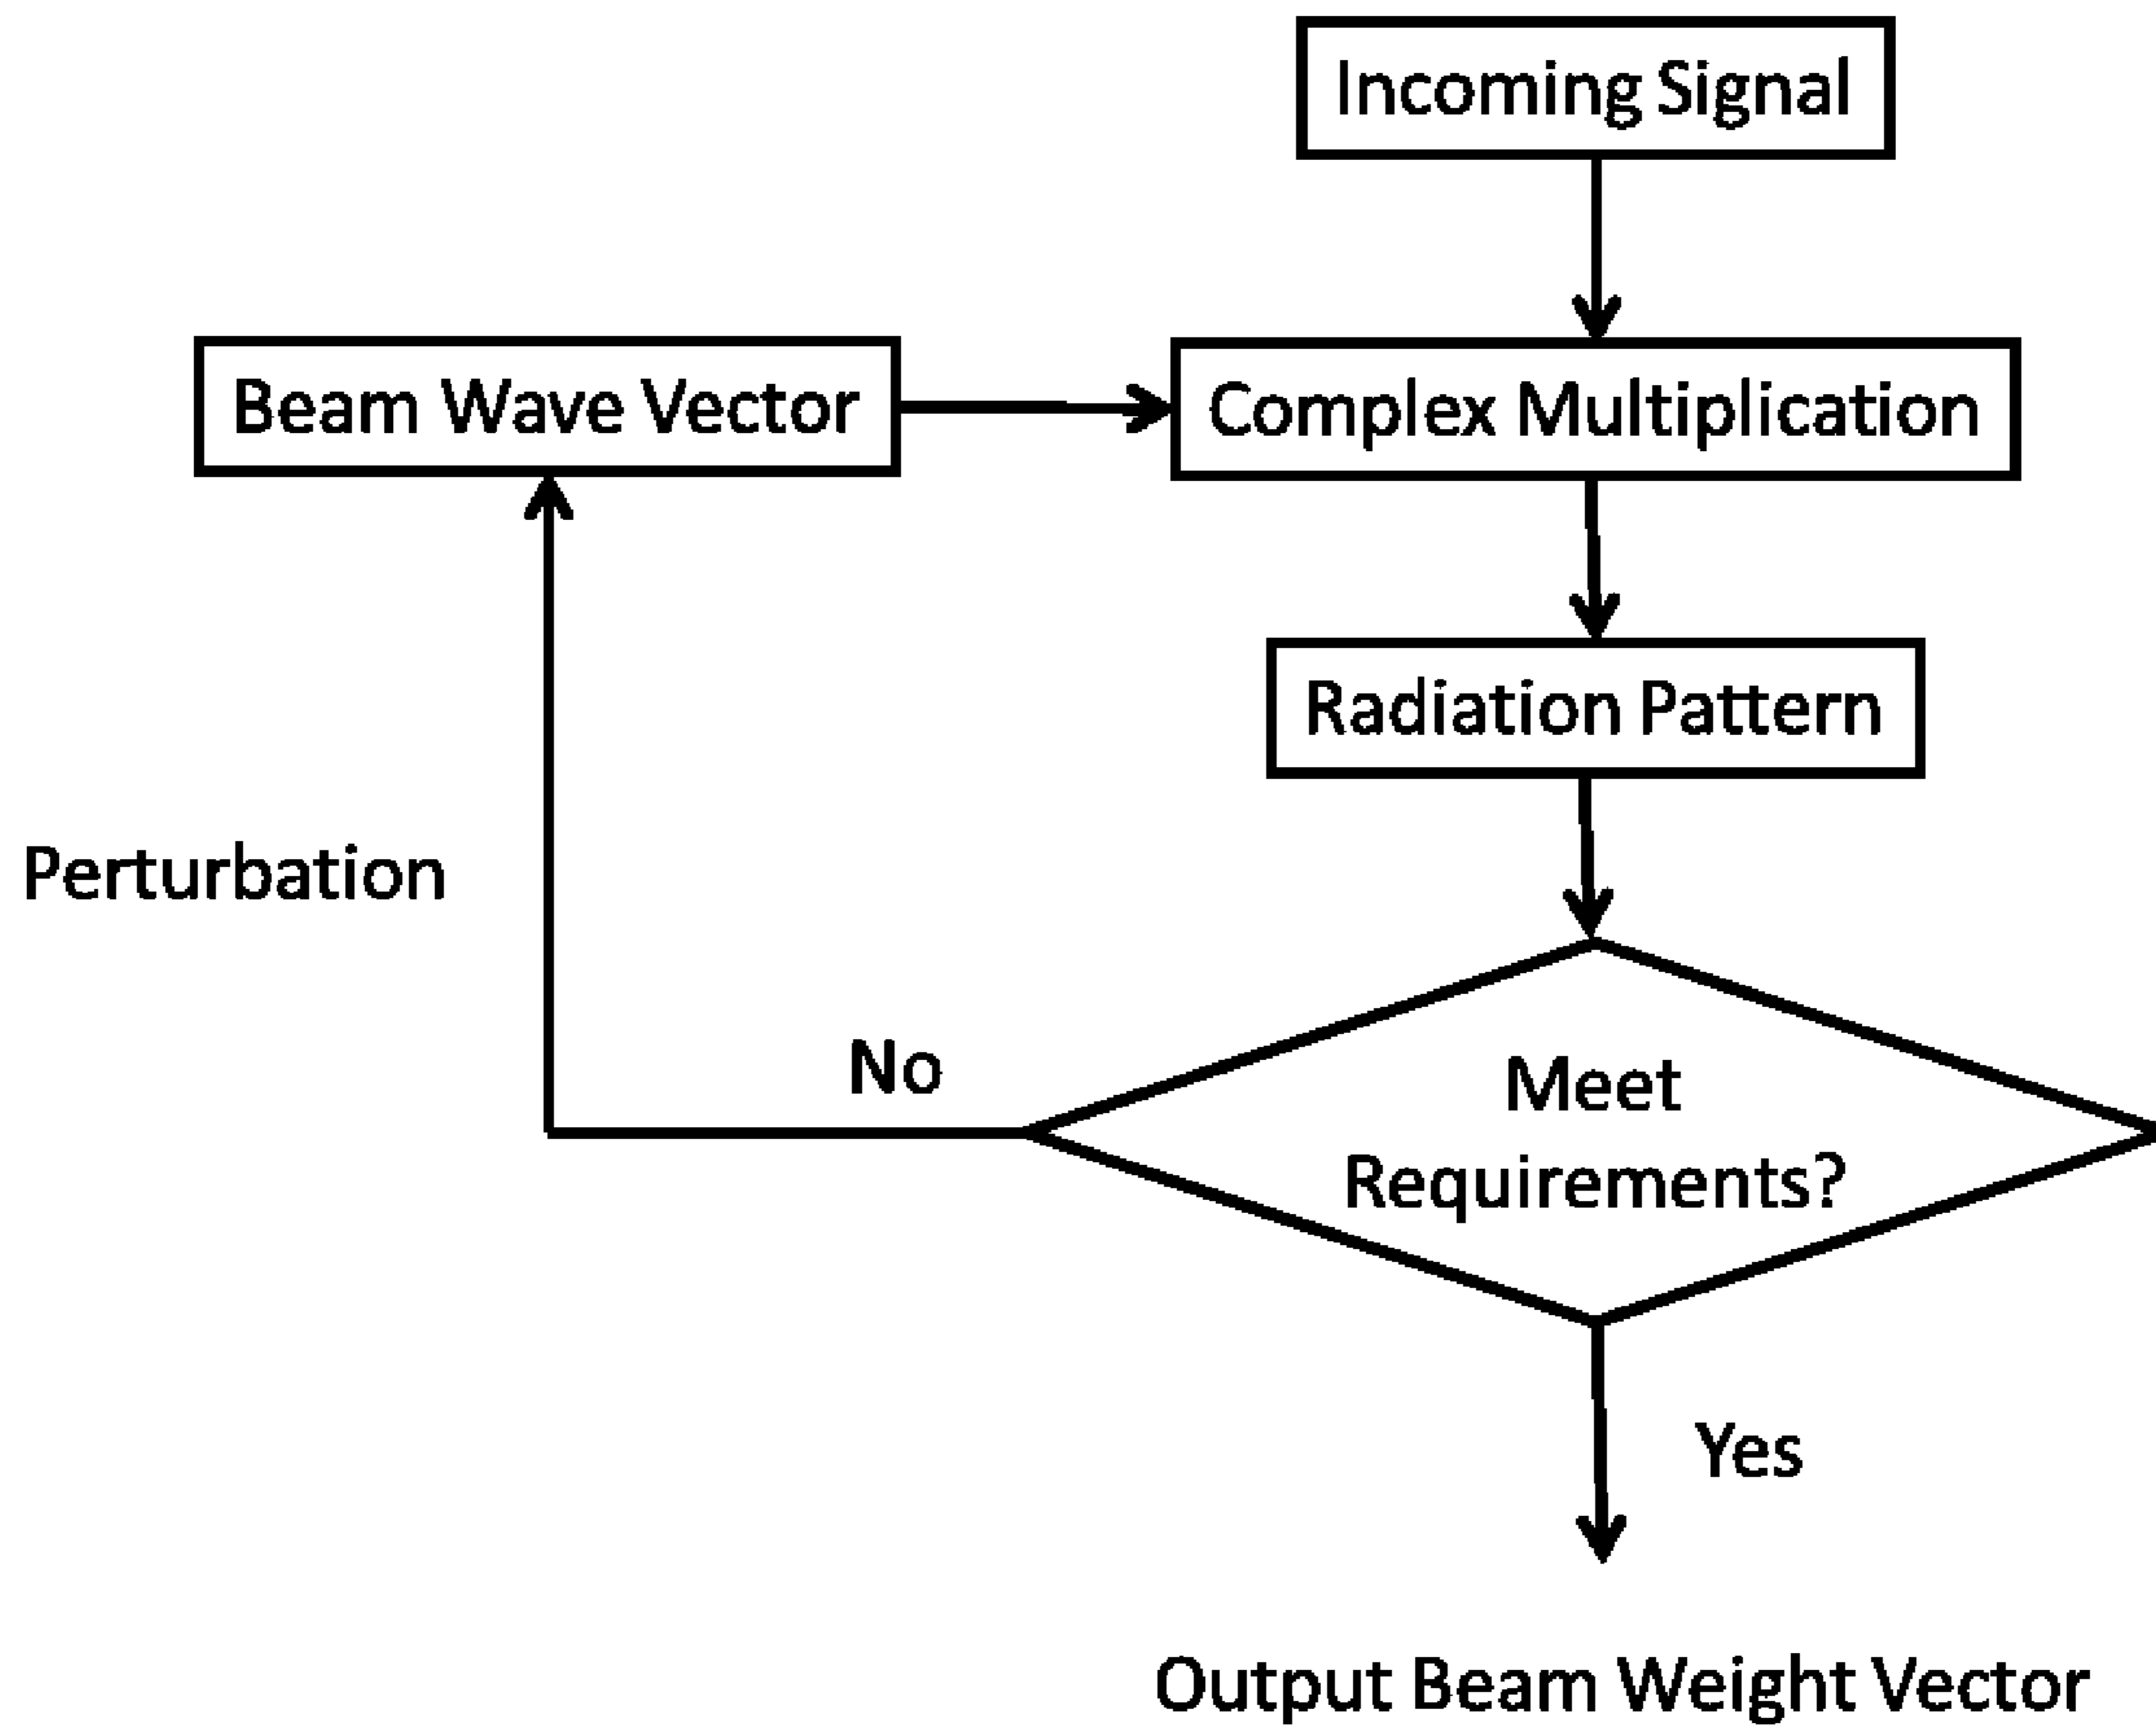 Incoming Signal
Beam Wave Vector
Complex Multiplication
Radiation Pattern
Perturbation
No
Meet
Requirements?
Yes
Output Beam Weight Vector